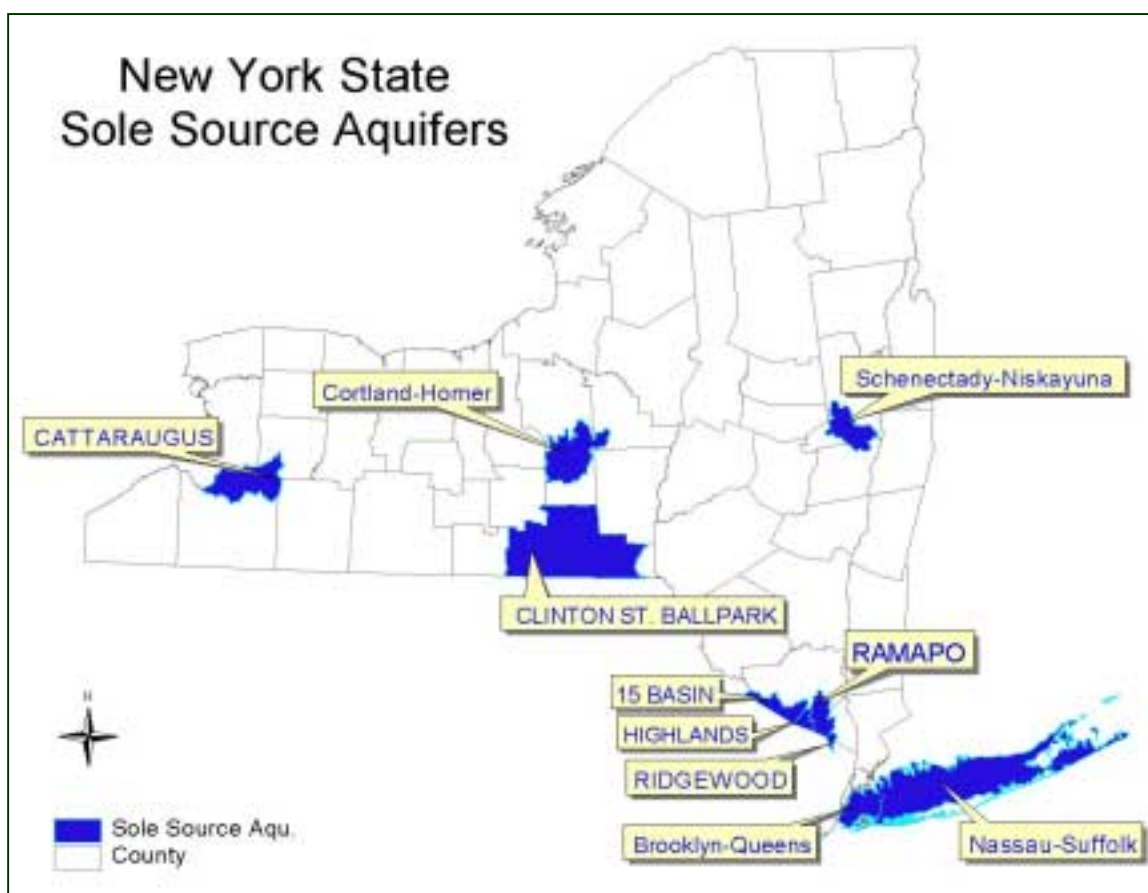 New York State
Sole Source Aquifers
Schenectady-Niskayuna
Cortland-Homer
CATTARAUGUS
CLINTON ST. BALLPARK
RAMAPO
15 BASIN
HIGHLANDS
RIDGEWOOD
Brooklyn-Queens
Nassau-Suffolk
N
Sole Source Aqu.
County